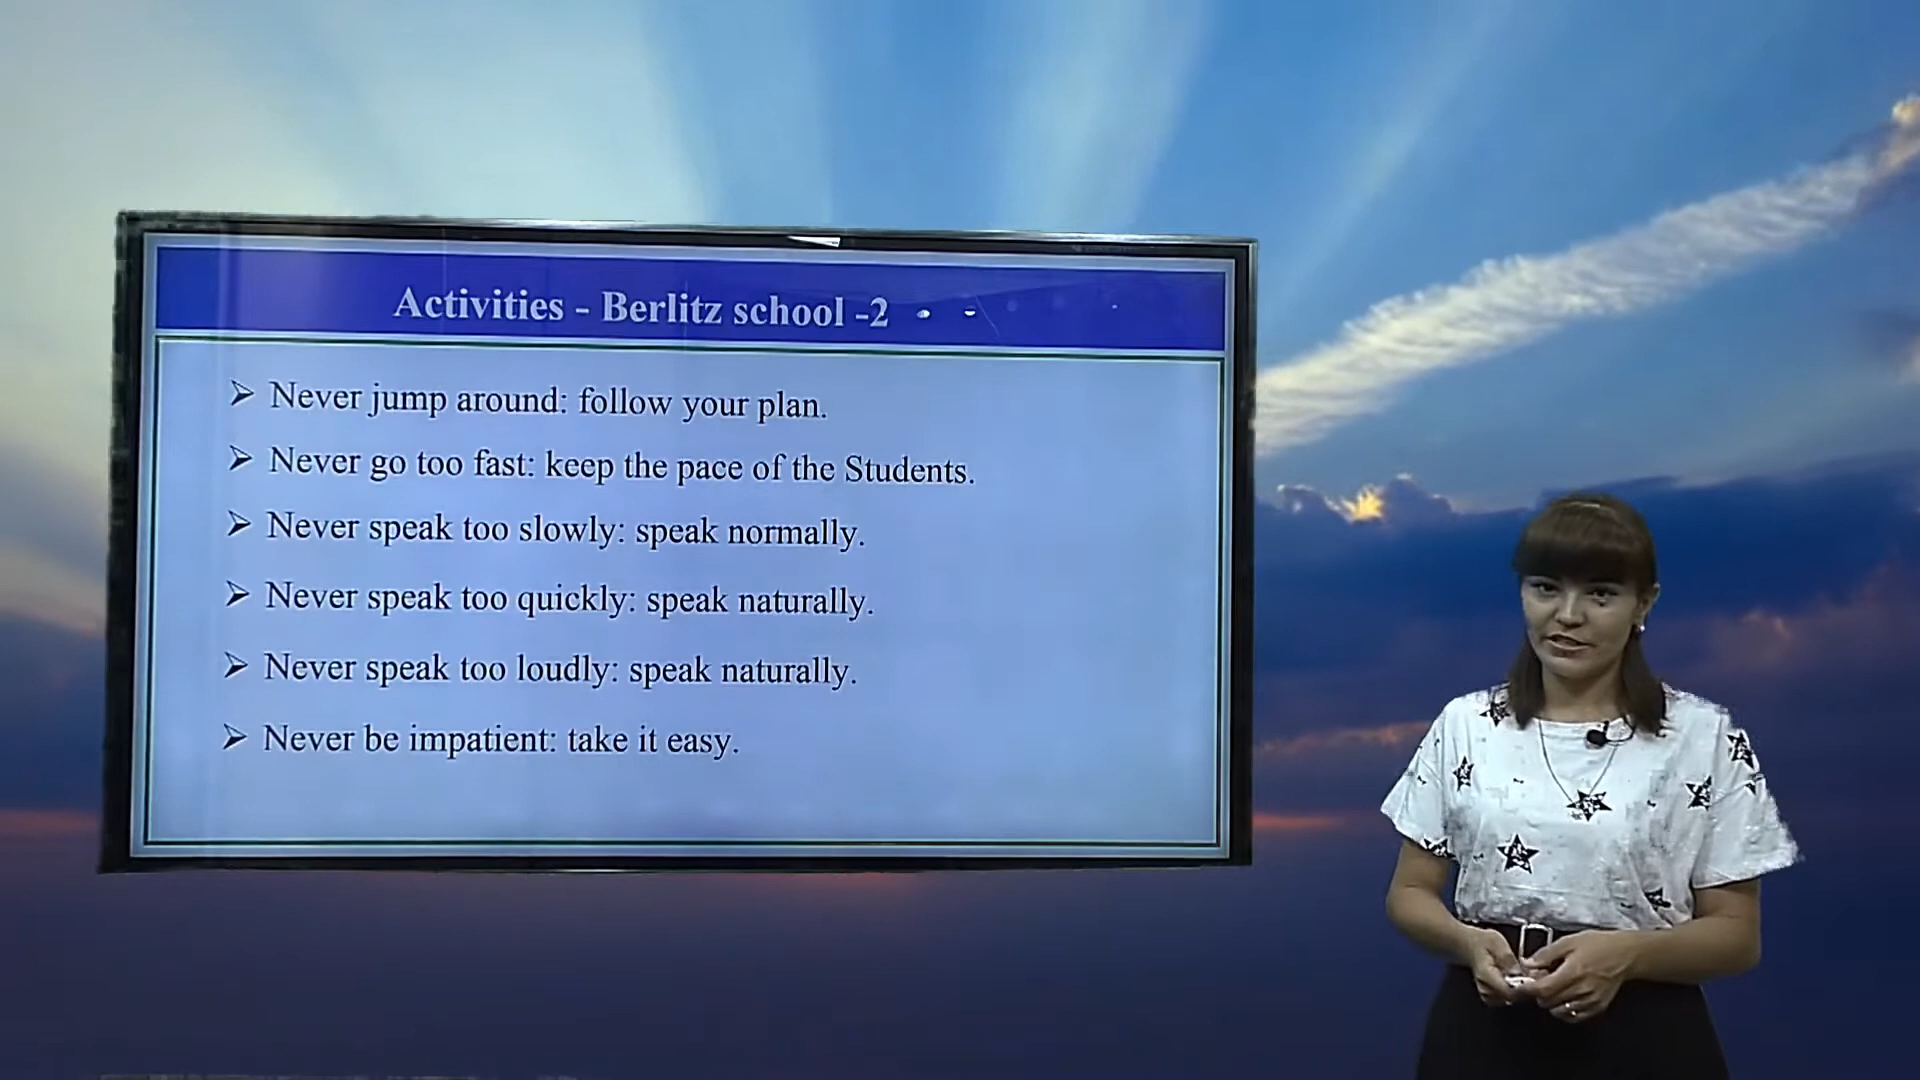 Activities - Berlitz school -2
➢ Never jump around: follow your plan.
➢ Never go too fast: keep the pace of the Students.
➢ Never speak too slowly: speak normally.
➢ Never speak too quickly: speak naturally.
➢ Never speak too loudly: speak naturally.
➢ Never be impatient: take it easy.